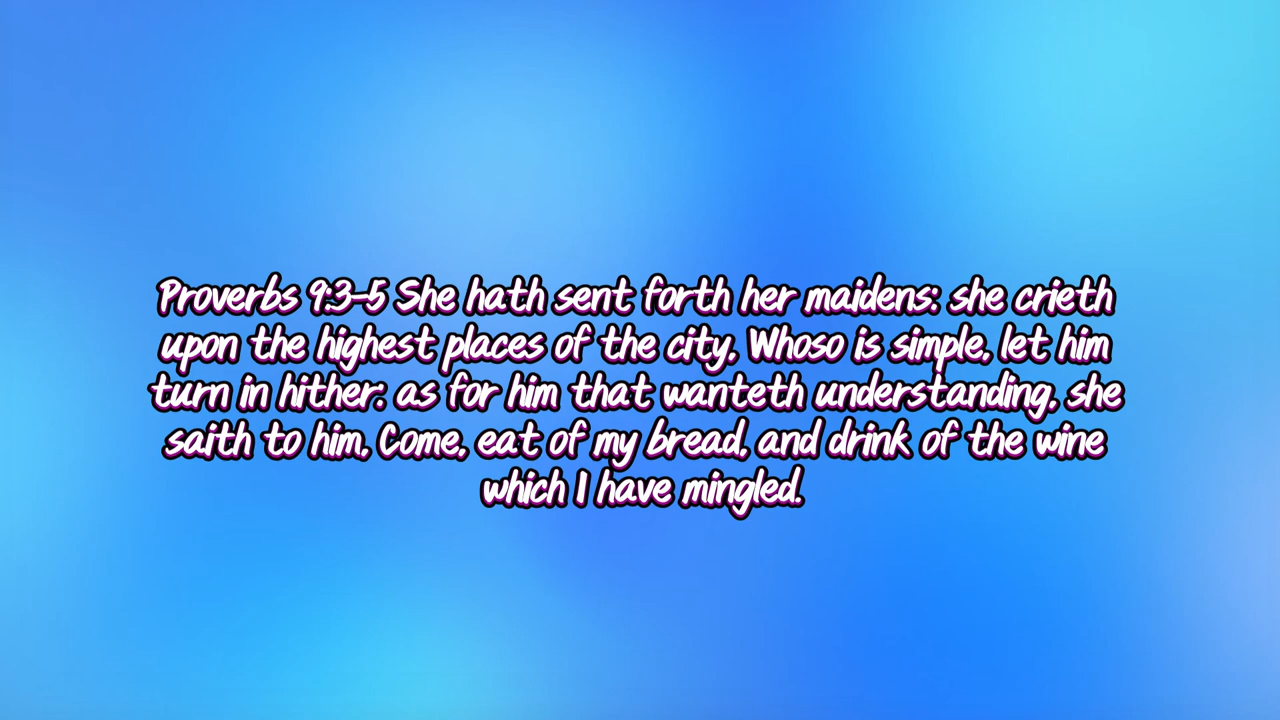 Proverbs 9:3-5 She hath sent forth her maidens: she crieth
upon the highest places of the city, Whoso is simple, let him
turn in hither: as for him that wanteth understanding, she
saith to him, Come, eat of my bread, and drink of the wine
which I have mingled.